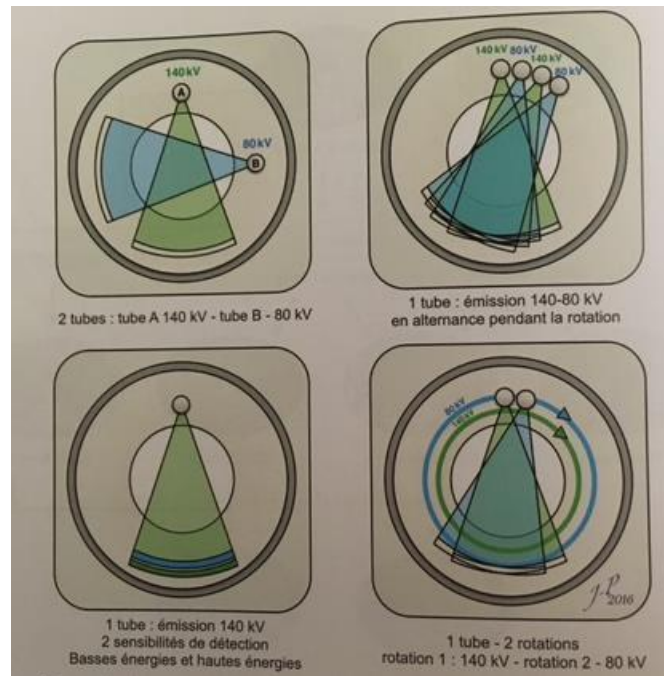 140 kV
A
80 kV
B
2 tubes : tube A 140 kV - tube B - 80 kV
140 kV 80 kV 140 kV 80 kV
1 tube : émission 140-80 kV
en alternance pendant la rotation
1 tube : émission 140 kV
2 sensibilités de détection
Basses énergies et hautes énergies
80 kV
140 kV
J-P
2016
1 tube - 2 rotations
rotation 1 : 140 kV - rotation 2 - 80 kV